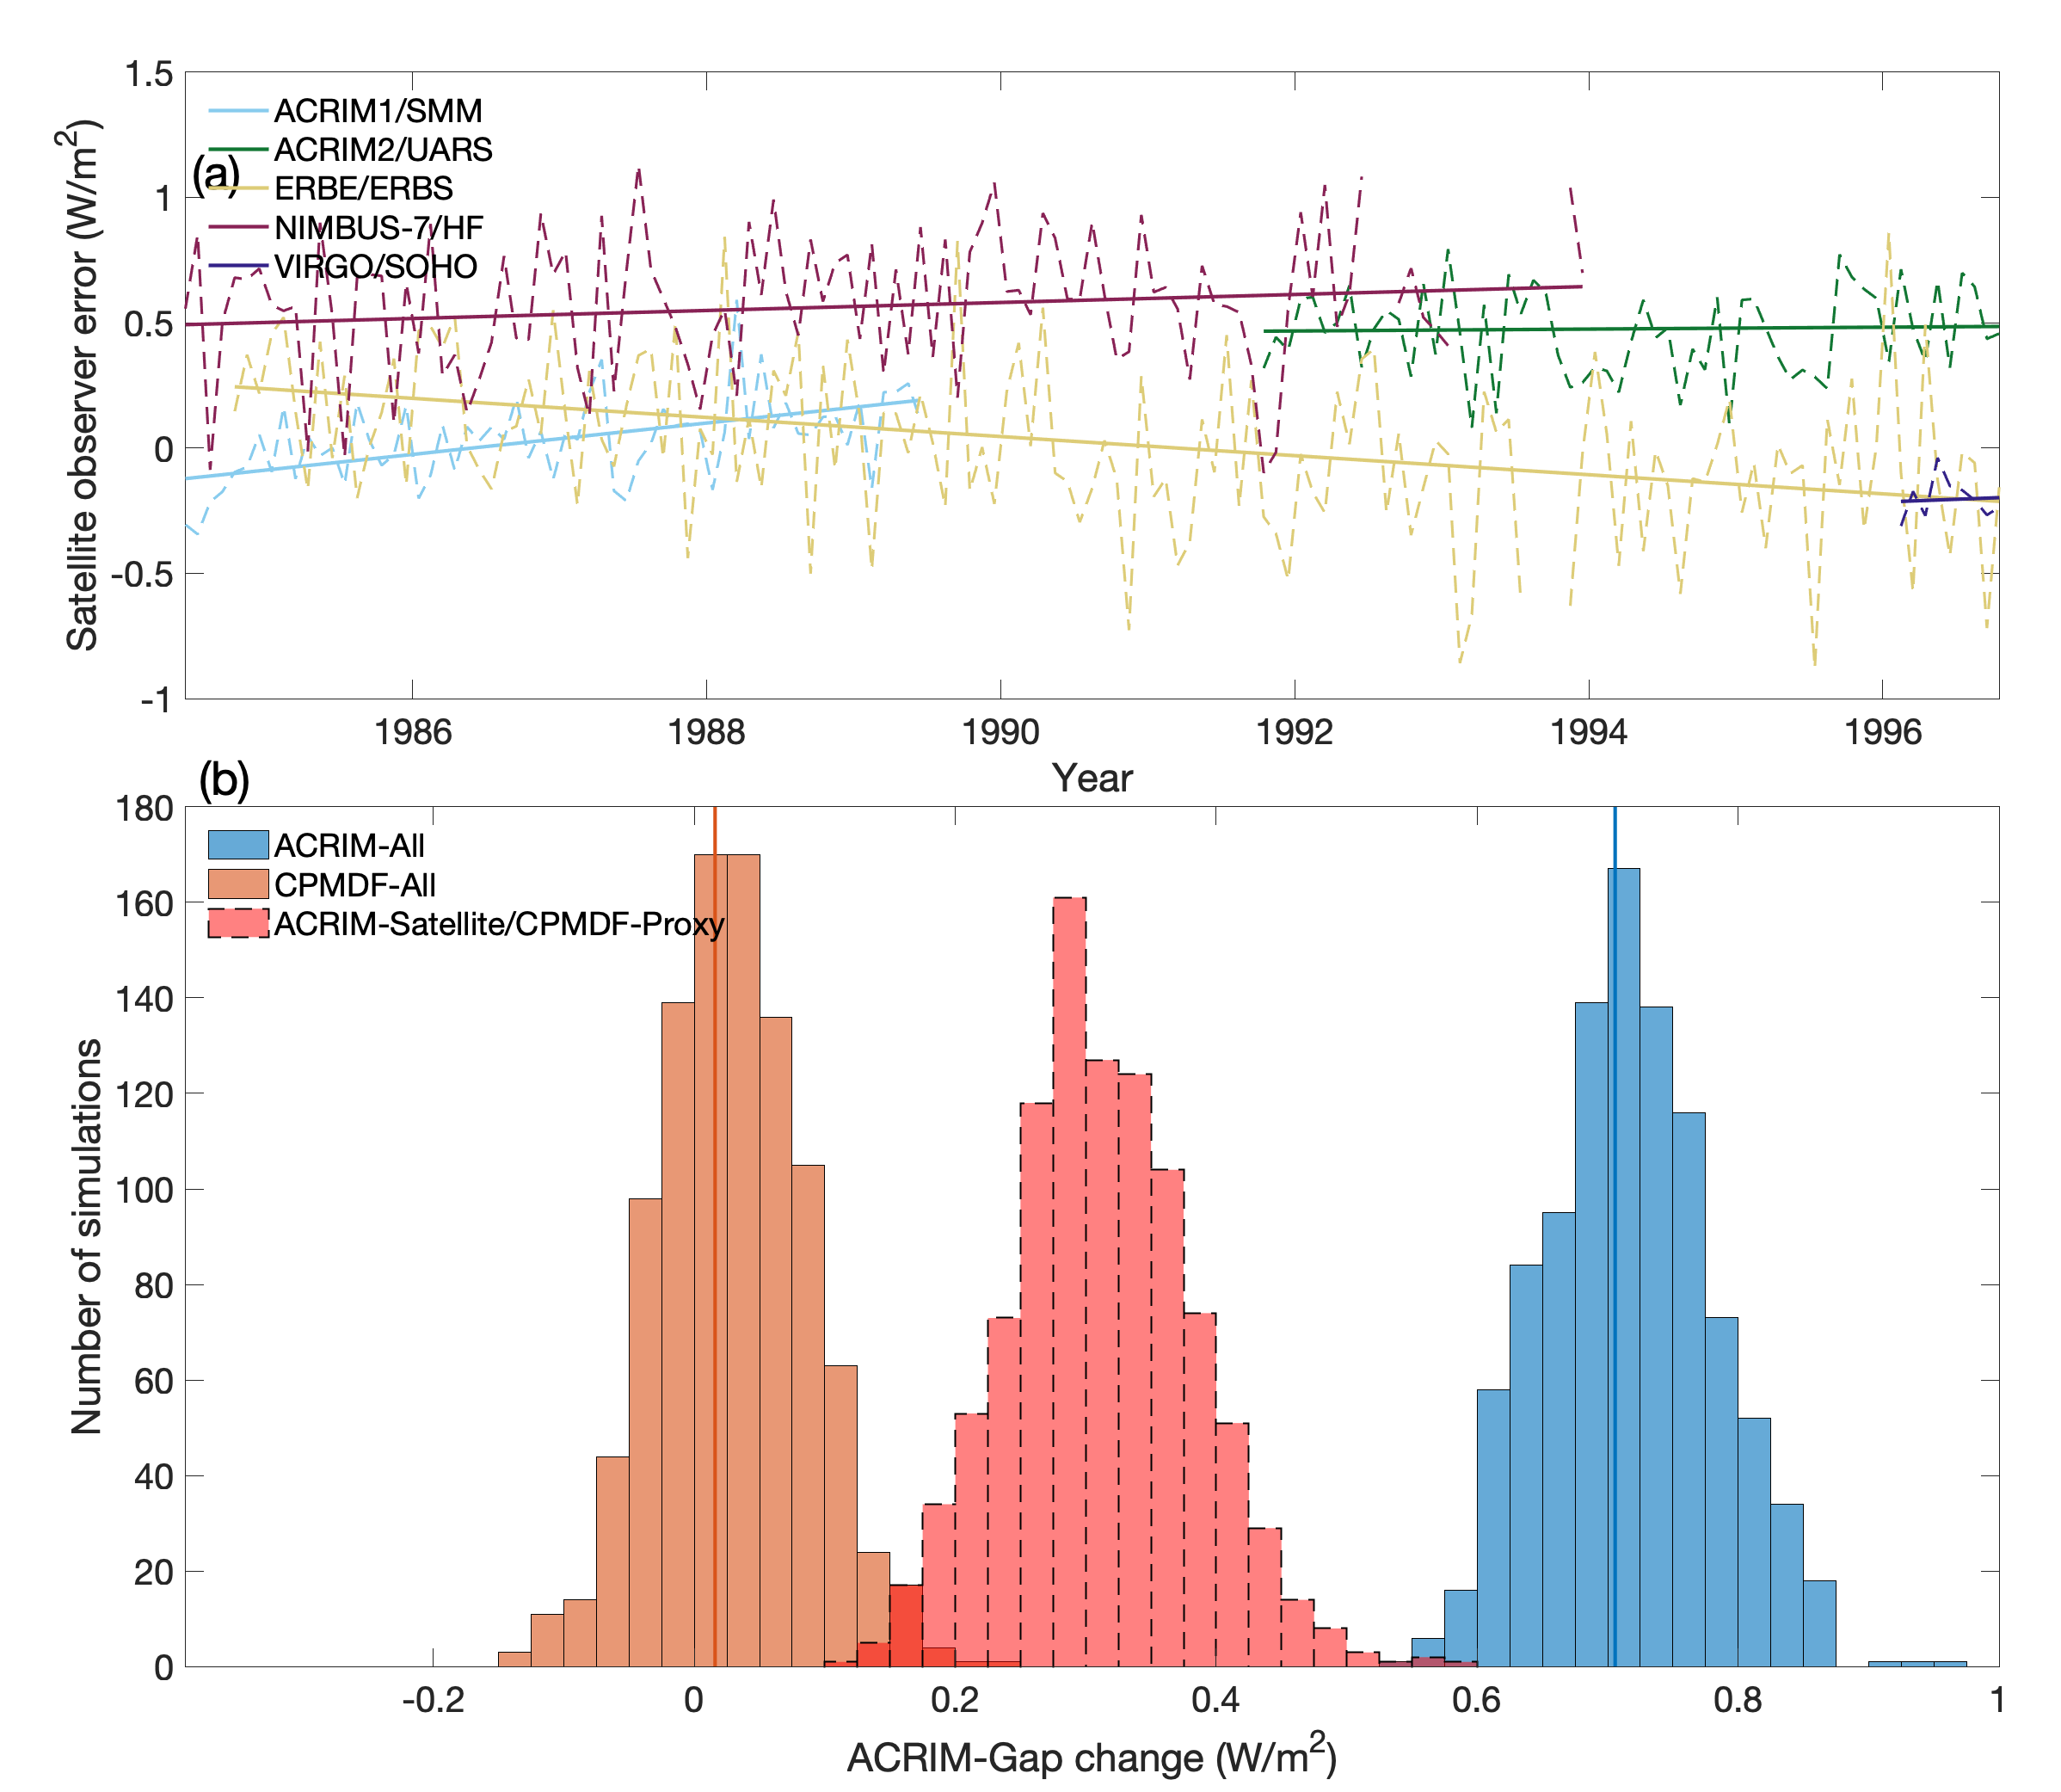 1.5
1
0.5
0
-0.5
-1
Satellite observer error (W/m²)
(a)
ACRIM1/SMM
ACRIM2/UARS
ERBE/ERBS
NIMBUS-7/HF
VIRGO/SOHO
1986 1988 1990 1992 1994 1996
Year
(b)
180
160
140
120
100
80
60
40
20
0
Number of simulations
ACRIM-All
CPMDF-All
ACRIM-Satellite/CPMDF-Proxy
-0.2 0 0.2 0.4 0.6 0.8 1
ACRIM-Gap change (W/m²)